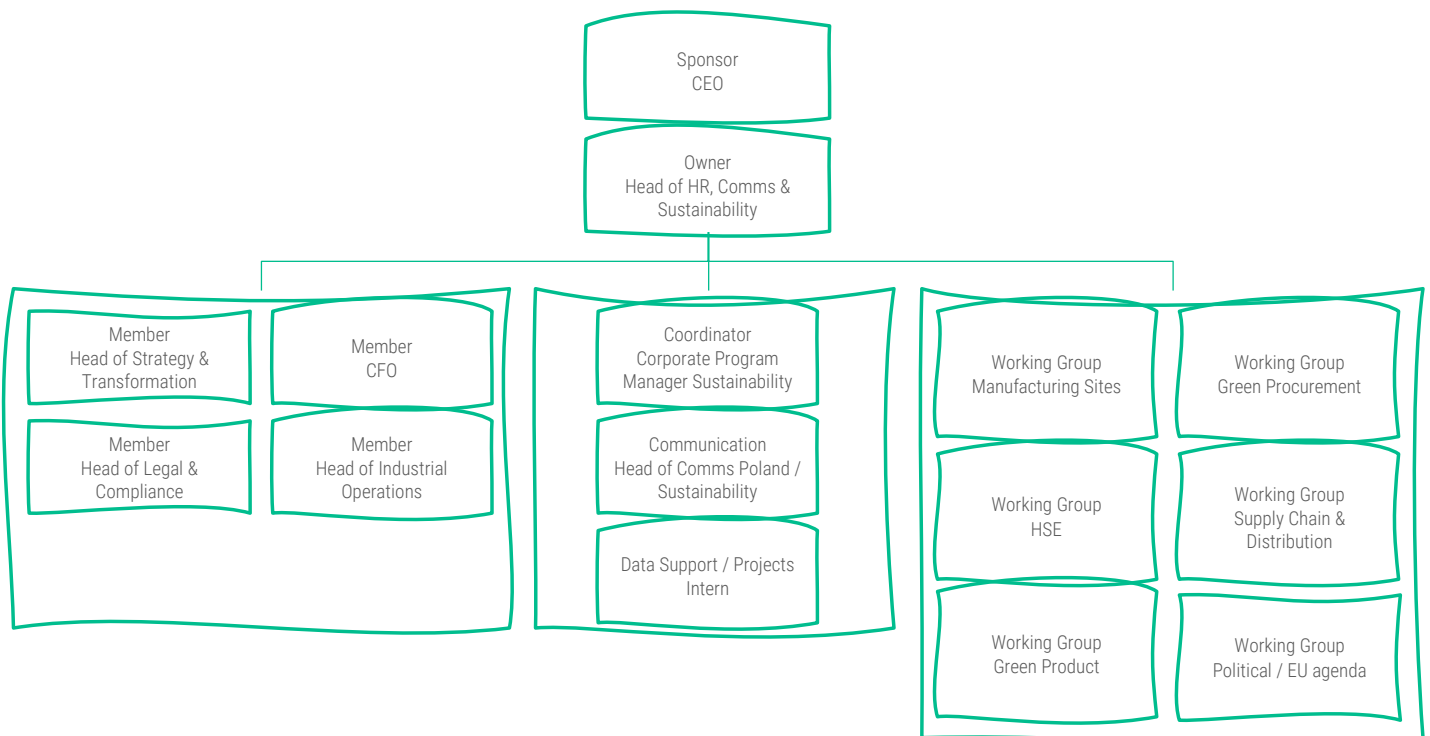 Sponsor
CEO
Owner
Head of HR, Comms &
Sustainability
Member
Head of Strategy &
Transformation
Member
CFO
Member
Head of Legal &
Compliance
Member
Head of Industrial
Operations
Coordinator
Corporate Program
Manager Sustainability
Communication
Head of Comms Poland /
Sustainability
Data Support / Projects
Intern
Working Group
Manufacturing Sites
Working Group
Green Procurement
Working Group
HSE
Working Group
Supply Chain &
Distribution
Working Group
Green Product
Working Group
Political / EU agenda